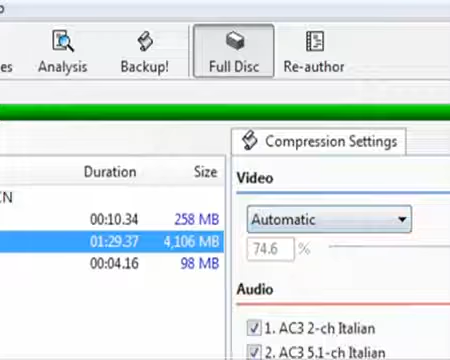 es Analysis Backup! Full Disc Re-author
Compression Settings
Duration Size
CN
00:10.34 258 MB
01:29.37 4,106 MB
00:04.16 98 MB
Video
Automatic
74.6 %
Audio
1. AC3 2-ch Italian
2. AC3 5.1-ch Italian